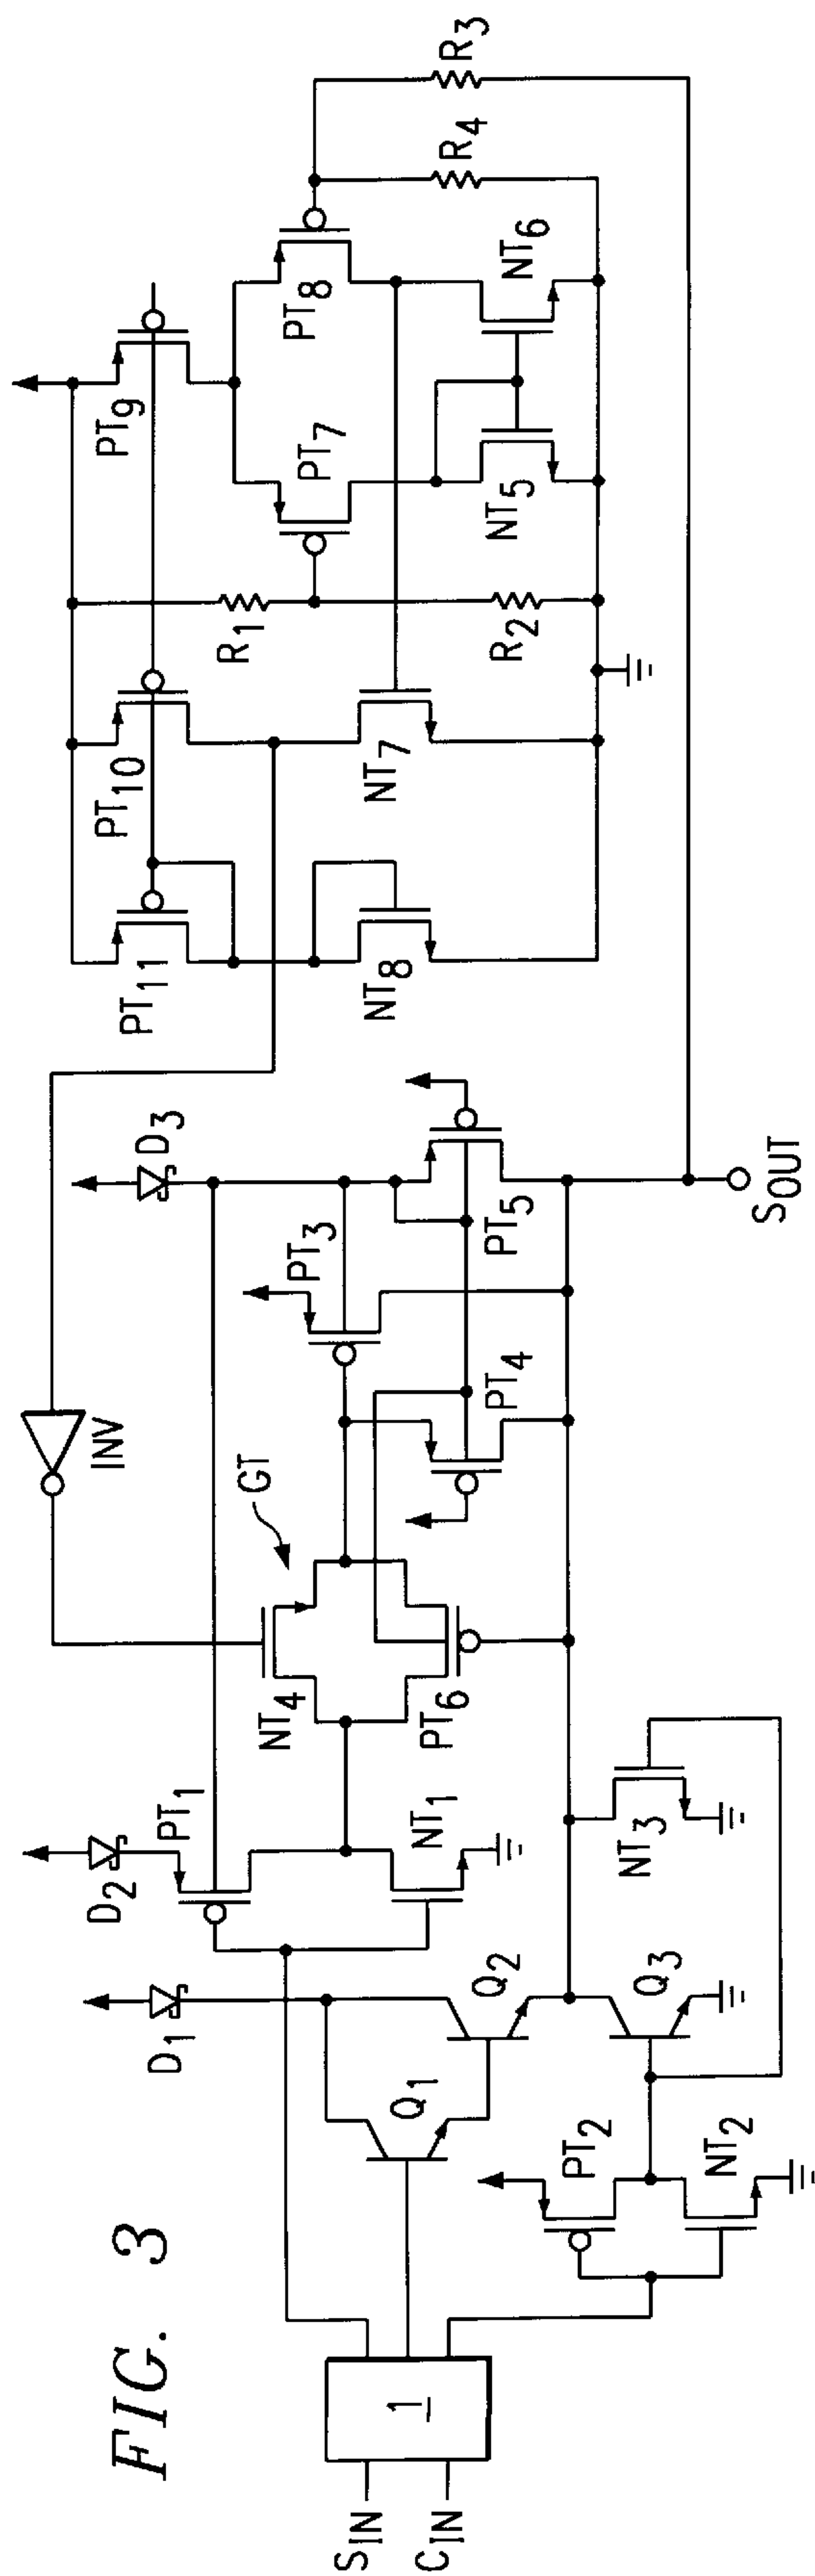 FIG. 3
S_IN
C_IN
1
D_1
Q_1
Q_2
Q_3
PT_2
NT_2
D_2
PT_1
NT_1
NT_3
NT_4
PT_6
GT
INV
PT_4
PT_3
PT_5
D_3
S_OUT
PT_11
NT_8
PT_10
NT_7
R_1
R_2
PT_9
PT_7
NT_5
PT_8
NT_6
R_4
R_3